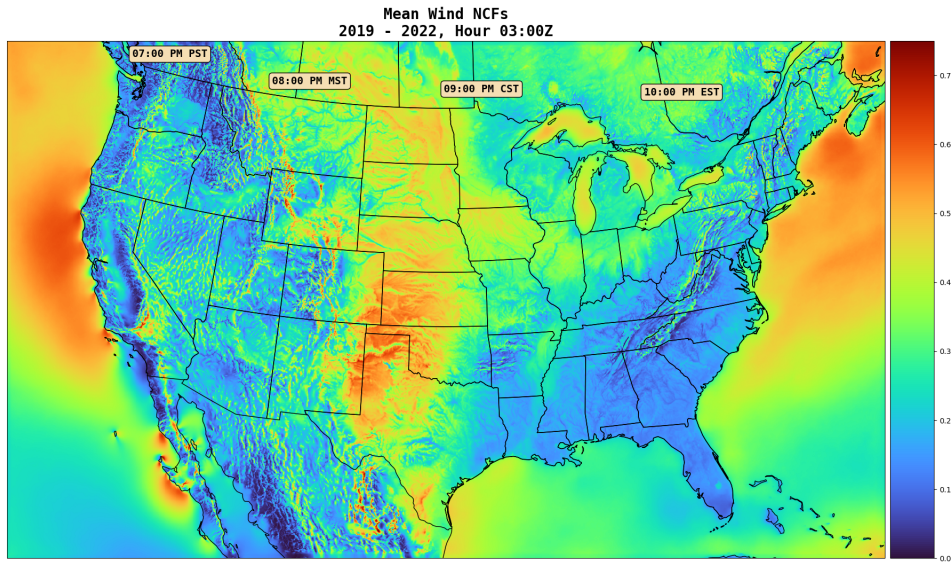 Mean Wind NCFs
2019 - 2022, Hour 03:00Z
07:00 PM PST
08:00 PM MST
09:00 PM CST
10:00 PM EST
0.7
0.6
0.5
0.4
0.3
0.2
0.1
0.0